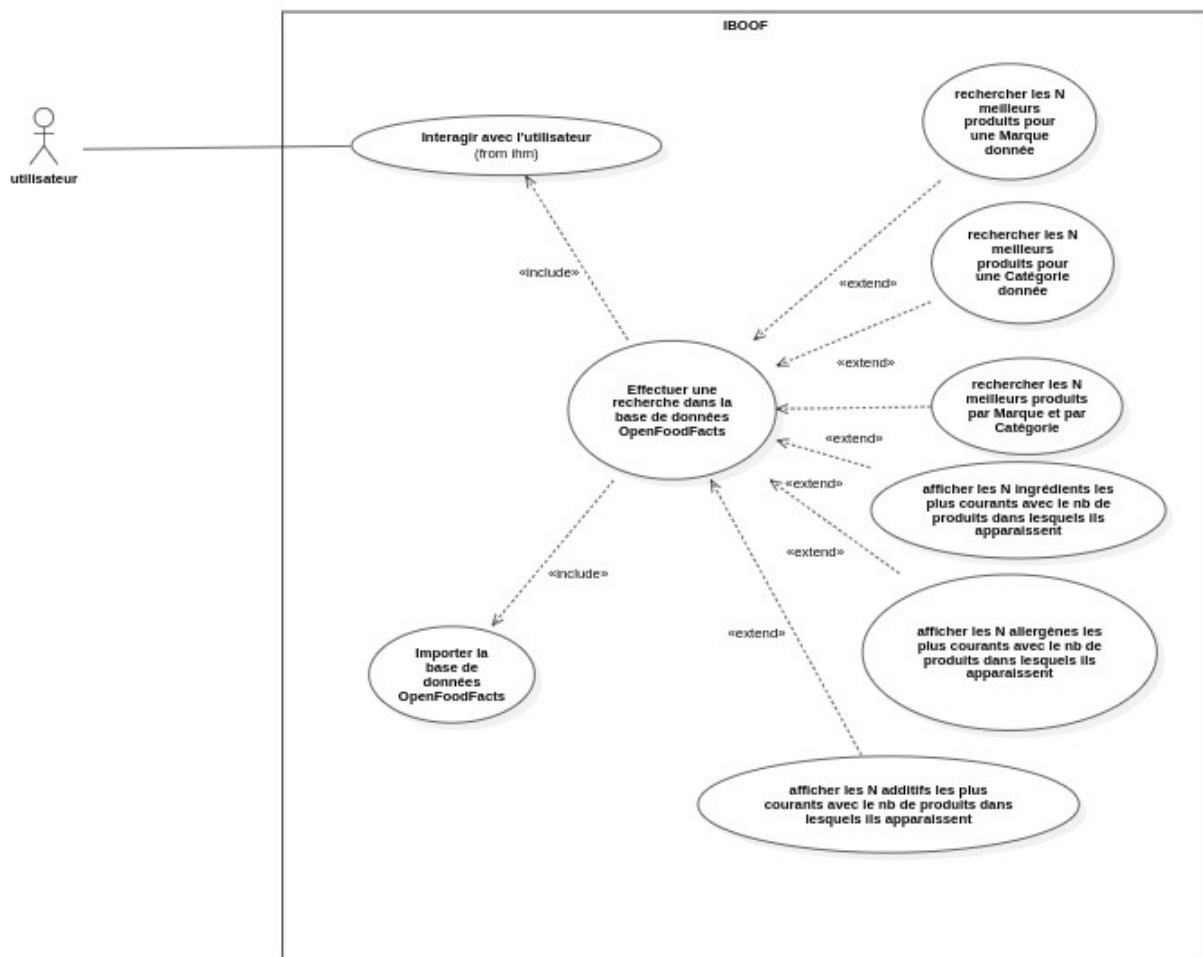 IBOOF
utilisateur
Interagir avec l'utilisateur
(from ihm)
rechercher les N
meilleurs
produits pour
une Marque
donnée
rechercher les N
meilleurs
produits pour
une Catégorie
donnée
«include»
«extend»
«extend»
Effectuer une
recherche dans la
base de données
OpenFoodFacts
rechercher les N
meilleurs produits
par Marque et par
Catégorie
«extend»
«extend»
afficher les N ingrédients les
plus courants avec le nb de
produits dans lesquels ils
apparaissent
«extend»
«include»
afficher les N allergènes les
plus courants avec le nb de
produits dans lesquels ils
apparaissent
«extend»
Importer la
base de
données
OpenFoodFacts
afficher les N additifs les plus
courants avec le nb de produits dans
lesquels ils apparaissent